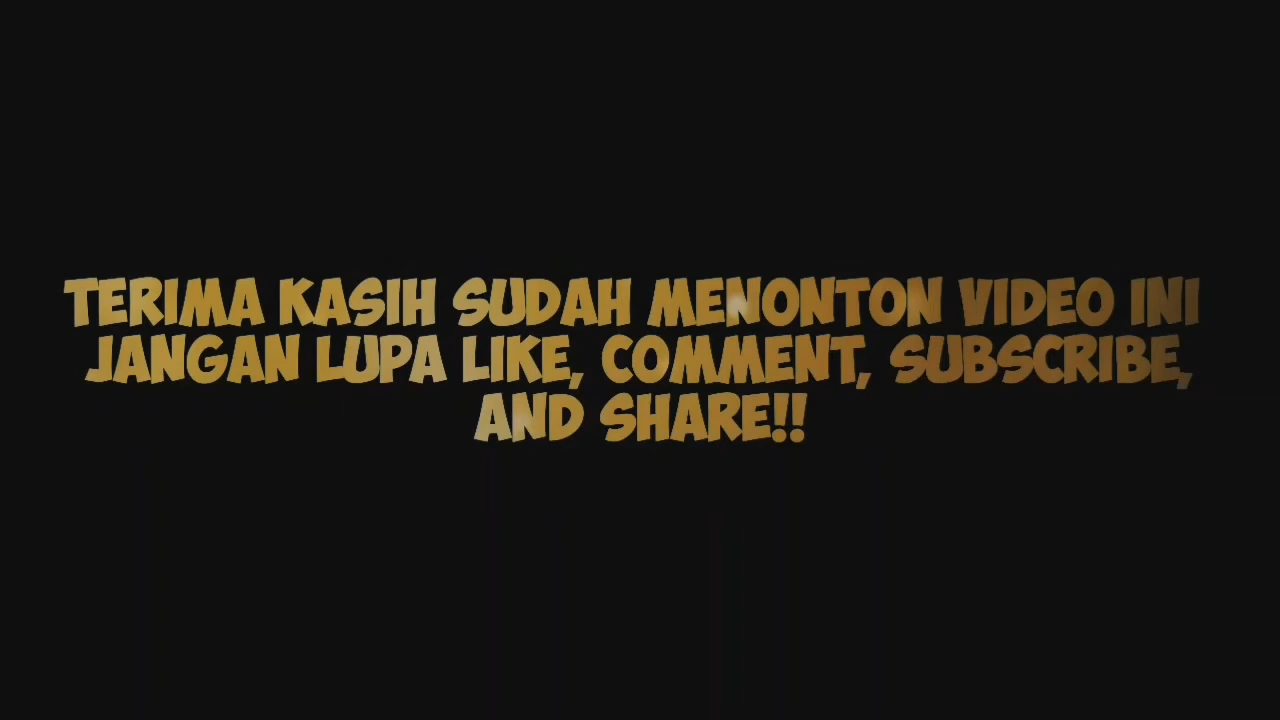 TERIMA KASIH SUDAH MENONTON VIDEO INI
JANGAN LUPA LIKE, COMMENT, SUBSCRIBE,
AND SHARE!!